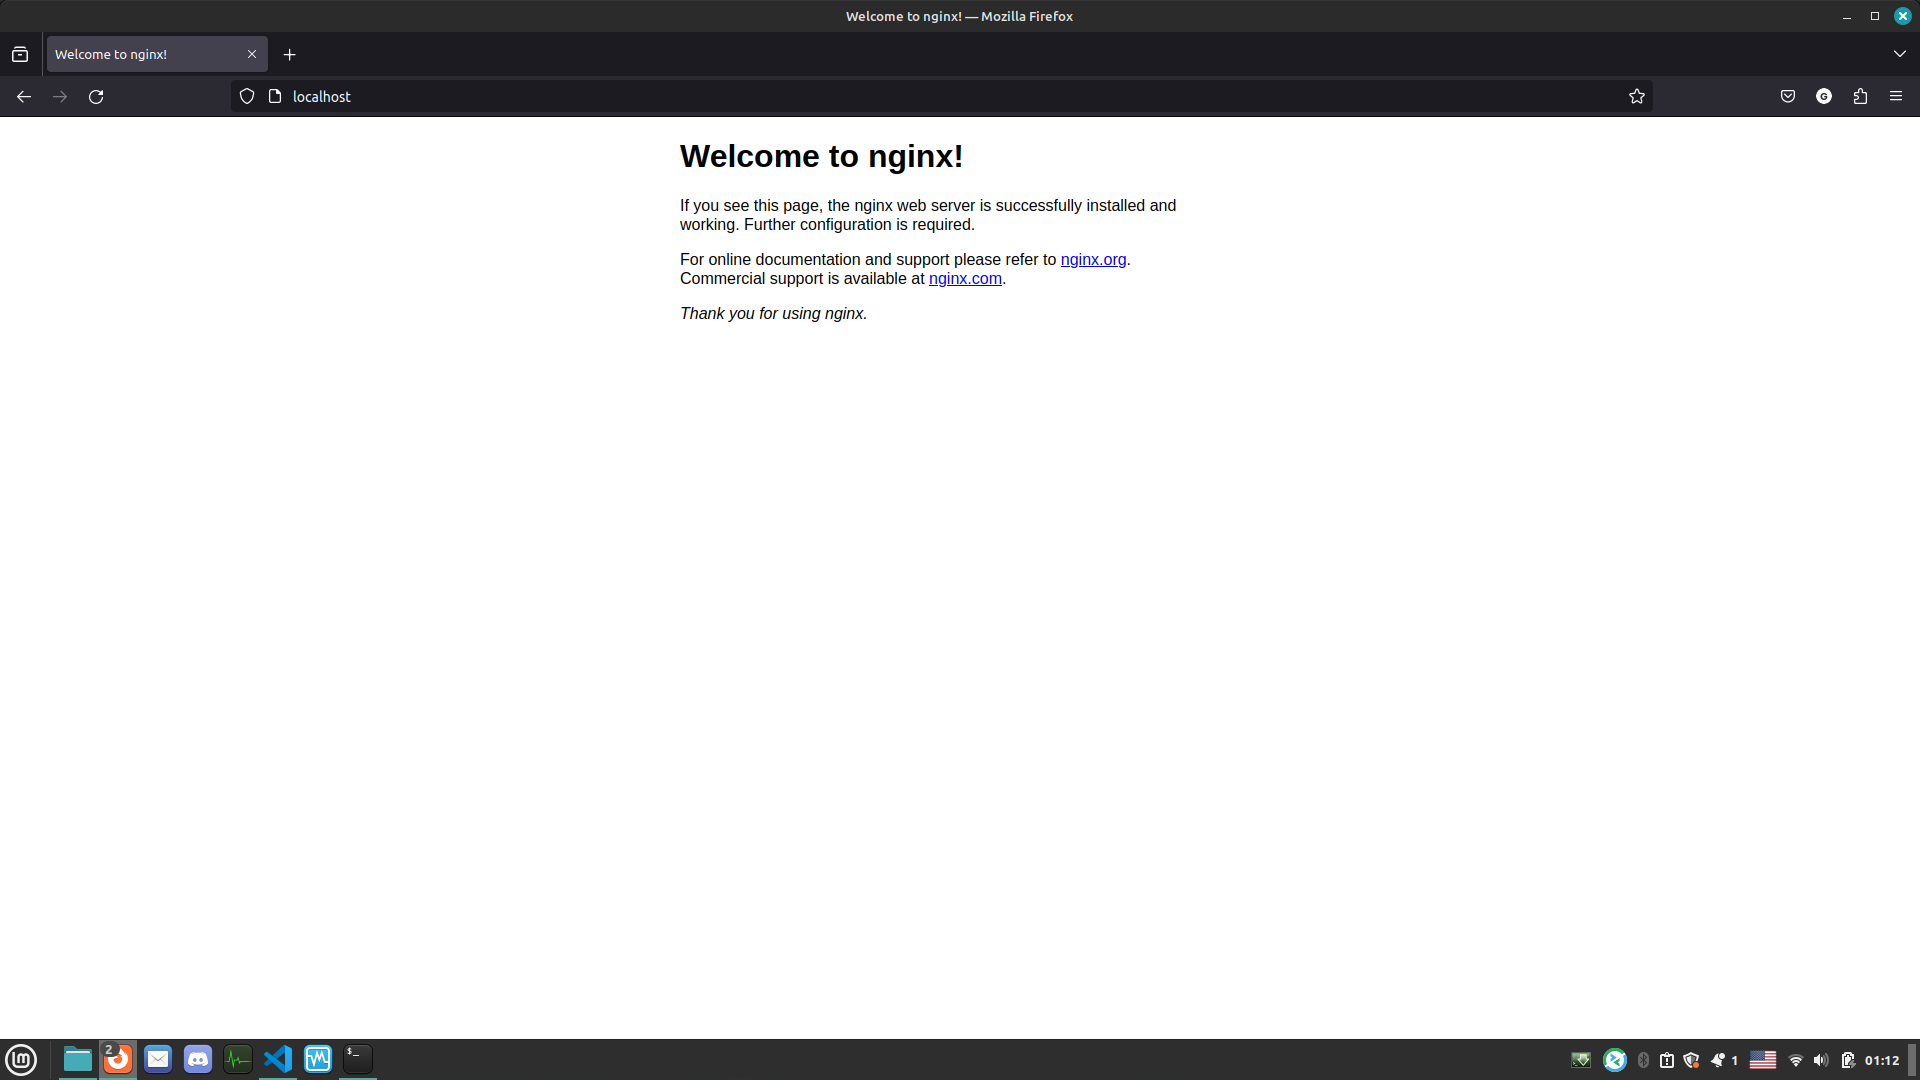 Welcome to nginx! — Mozilla Firefox
Welcome to nginx!
localhost
G
Welcome to nginx!
If you see this page, the nginx web server is successfully installed and
working. Further configuration is required.
For online documentation and support please refer to nginx.org.
Commercial support is available at nginx.com.
Thank you for using nginx.
lm
2
$_
1
01:12